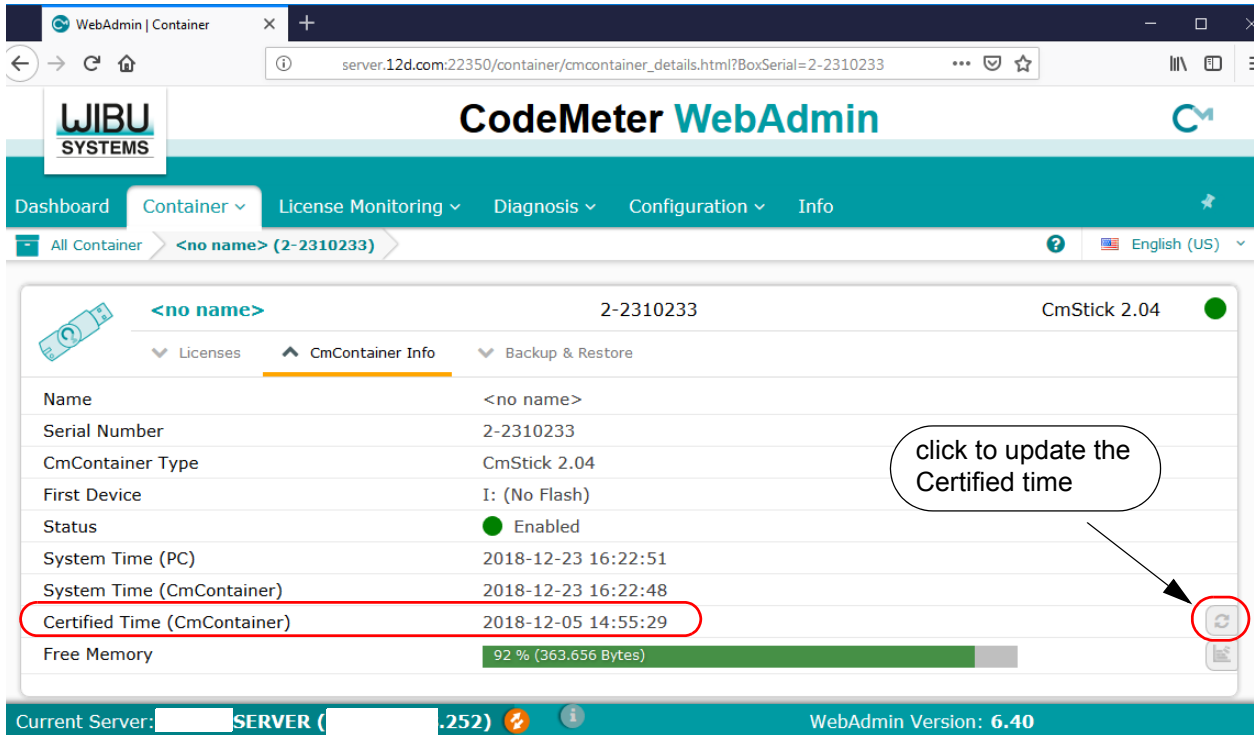 WebAdmin | Container
server.12d.com:22350/container/cmcontainer_details.html?BoxSerial=2-2310233
WIBU
SYSTEMS
CodeMeter WebAdmin
Dashboard Container License Monitoring Diagnosis Configuration Info
All Container <no name> (2-2310233) English (US)
<no name> 2-2310233 CmStick 2.04
Licenses CmContainer Info Backup & Restore
Name <no name>
Serial Number 2-2310233
CmContainer Type CmStick 2.04
First Device I: (No Flash)
Status Enabled
System Time (PC) 2018-12-23 16:22:51
System Time (CmContainer) 2018-12-23 16:22:48
Certified Time (CmContainer) 2018-12-05 14:55:29
Free Memory 92 % (363.656 Bytes)
click to update the
Certified time
Current Server: SERVER ( .252) WebAdmin Version: 6.40